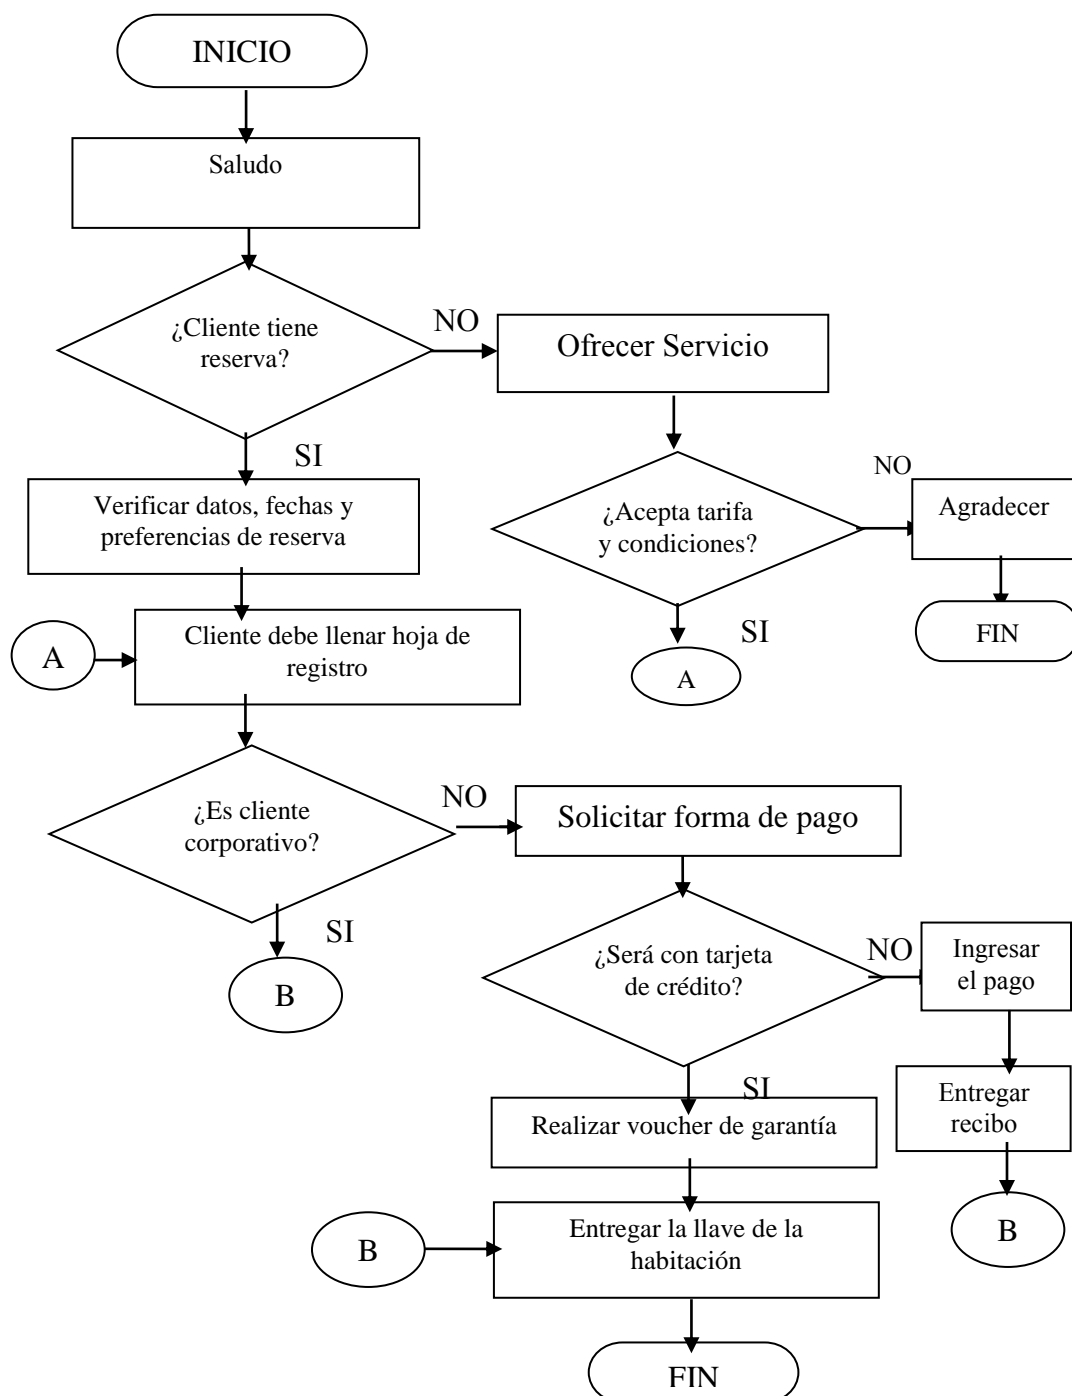 INICIO
Saludo
¿Cliente tiene
reserva?
NO
Ofrecer Servicio
SI
Verificar datos, fechas y
preferencias de reserva
¿Acepta tarifa
y condiciones?
NO
Agradecer
FIN
SI
A
A
Cliente debe llenar hoja de
registro
¿Es cliente
corporativo?
NO
Solicitar forma de pago
SI
B
¿Será con tarjeta
de crédito?
NO
Ingresar
el pago
Entregar
recibo
B
SI
Realizar voucher de garantía
B
Entregar la llave de la
habitación
FIN